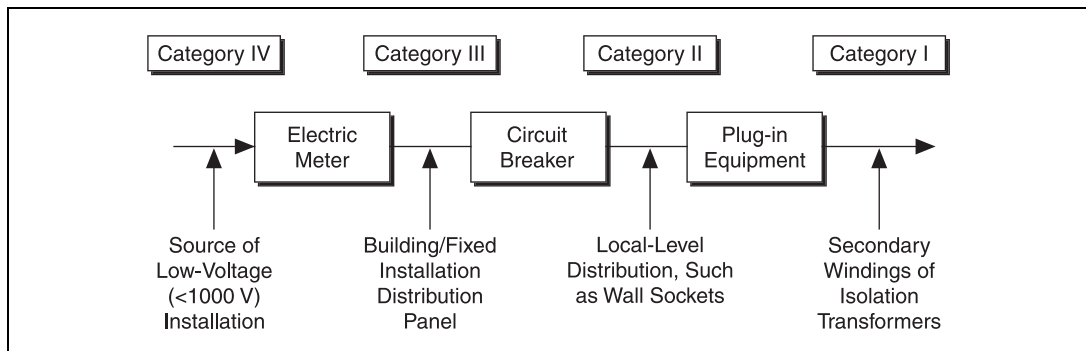 Category IV
Category III
Category II
Category I
Electric
Meter
Circuit
Breaker
Plug-in
Equipment
Source of
Low-Voltage
(<1000 V)
Installation
Building/Fixed
Installation
Distribution
Panel
Local-Level
Distribution, Such
as Wall Sockets
Secondary
Windings of
Isolation
Transformers